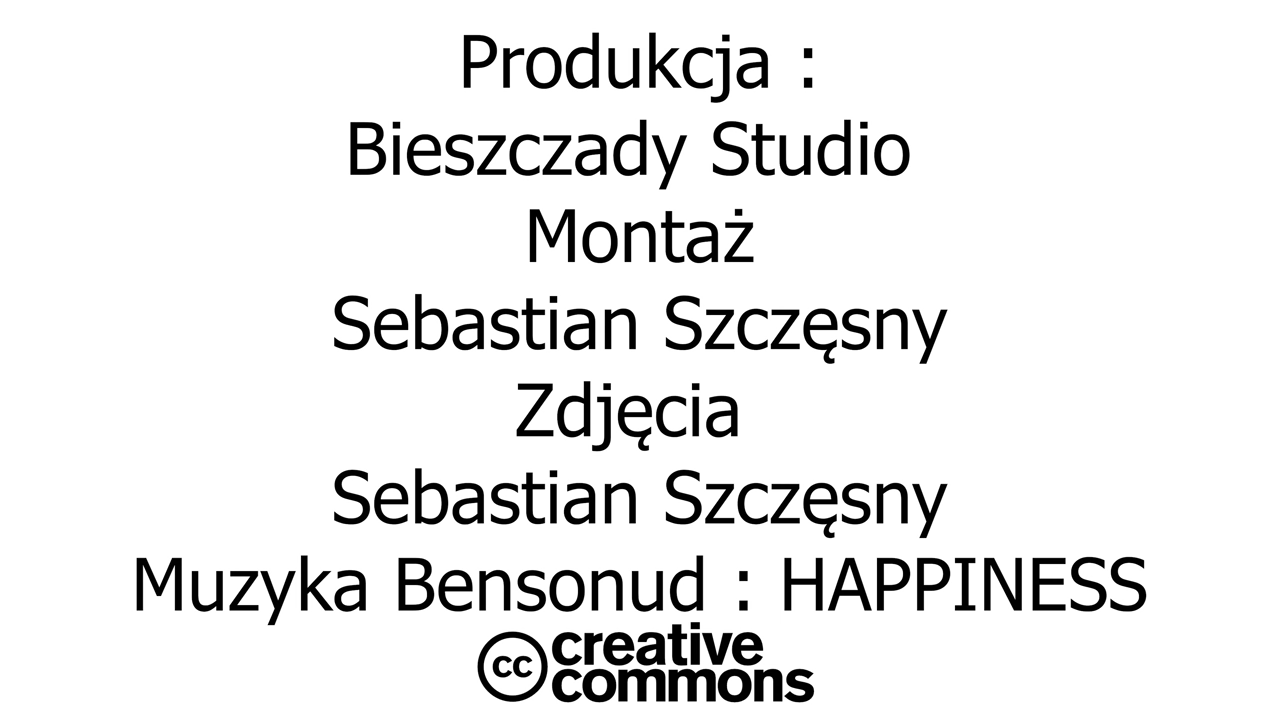 Produkcja :
Bieszczady Studio
Montaż
Sebastian Szczęsny
Zdjęcia
Sebastian Szczęsny
Muzyka Bensonud : HAPPINESS
cc creative
commons